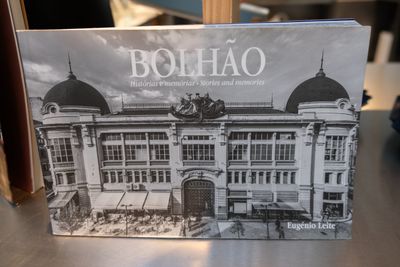 BOLHÃO
Histórias e memórias · Stories and memories
Eugénio Leite